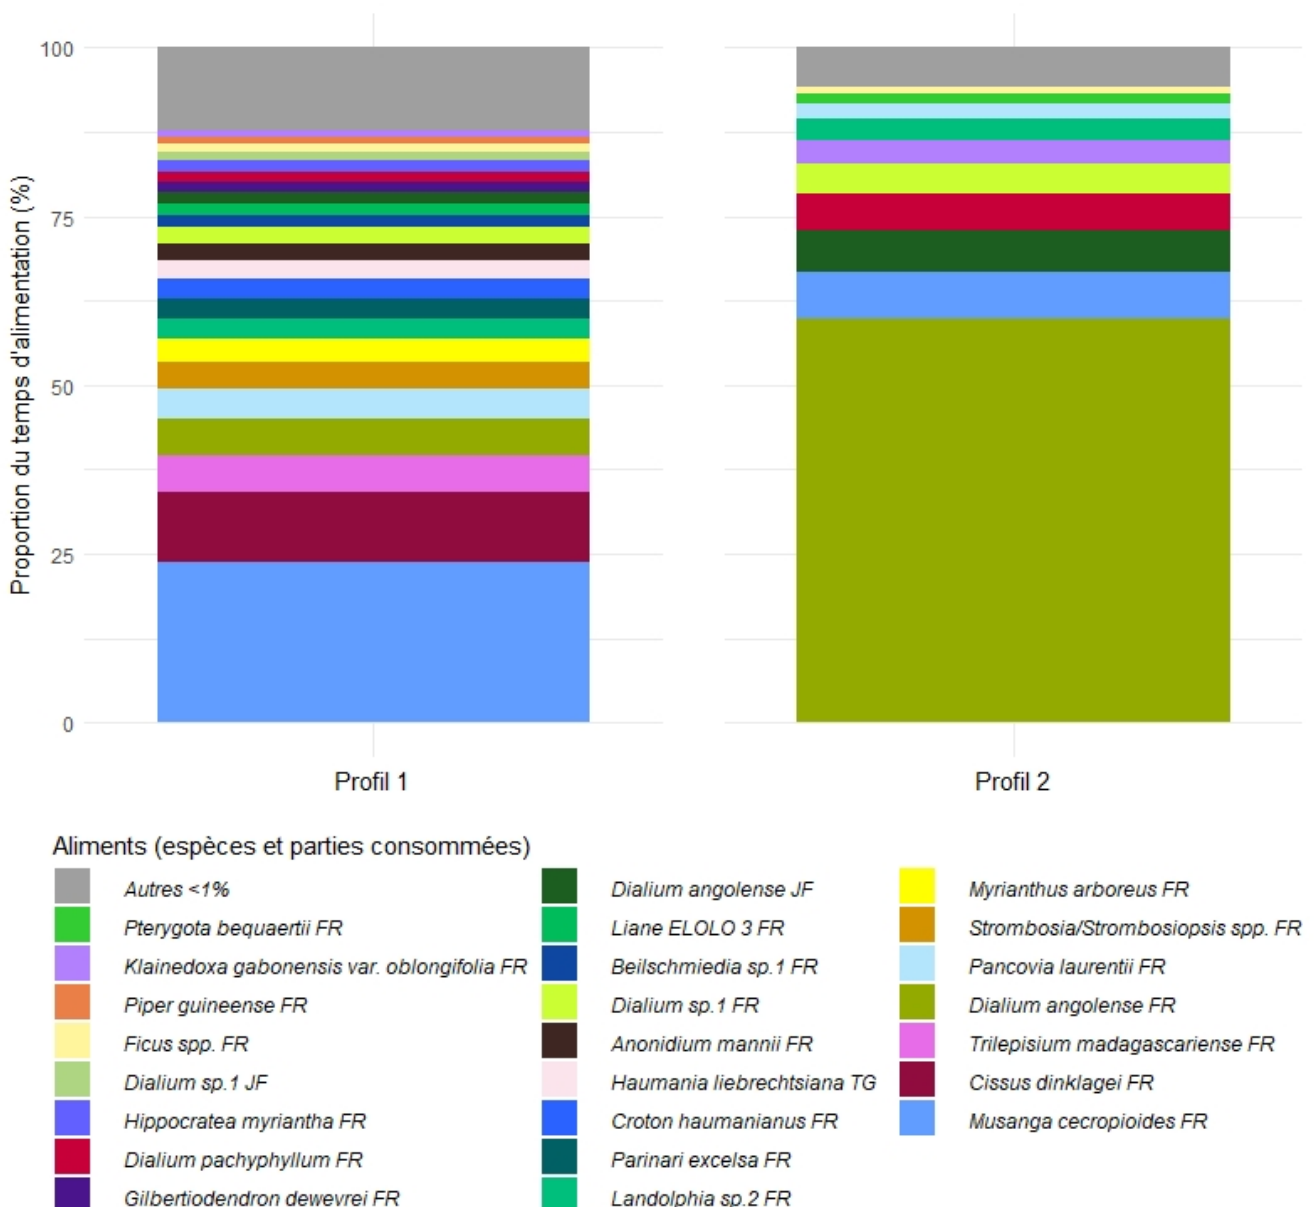 100
75
50
25
0
Proportion du temps d'alimentation (%)
Profil 1
Profil 2
Aliments (espèces et parties consommées)
Autres <1%
Pterygota bequaertii FR
Klainedoxa gabonensis var. oblongifolia FR
Piper guineense FR
Ficus spp. FR
Dialium sp.1 JF
Hippocratea myriantha FR
Dialium pachyphyllum FR
Gilbertiodendron dewevrei FR
Dialium angolense JF
Liane ELOLO 3 FR
Beilschmiedia sp.1 FR
Dialium sp.1 FR
Anonidium mannii FR
Haumania liebrechtsiana TG
Croton haumanianus FR
Parinari excelsa FR
Landolphia sp.2 FR
Myrianthus arboreus FR
Strombosia/Strombosiopsis spp. FR
Pancovia laurentii FR
Dialium angolense FR
Trilepisium madagascariense FR
Cissus dinklagei FR
Musanga cecropioides FR